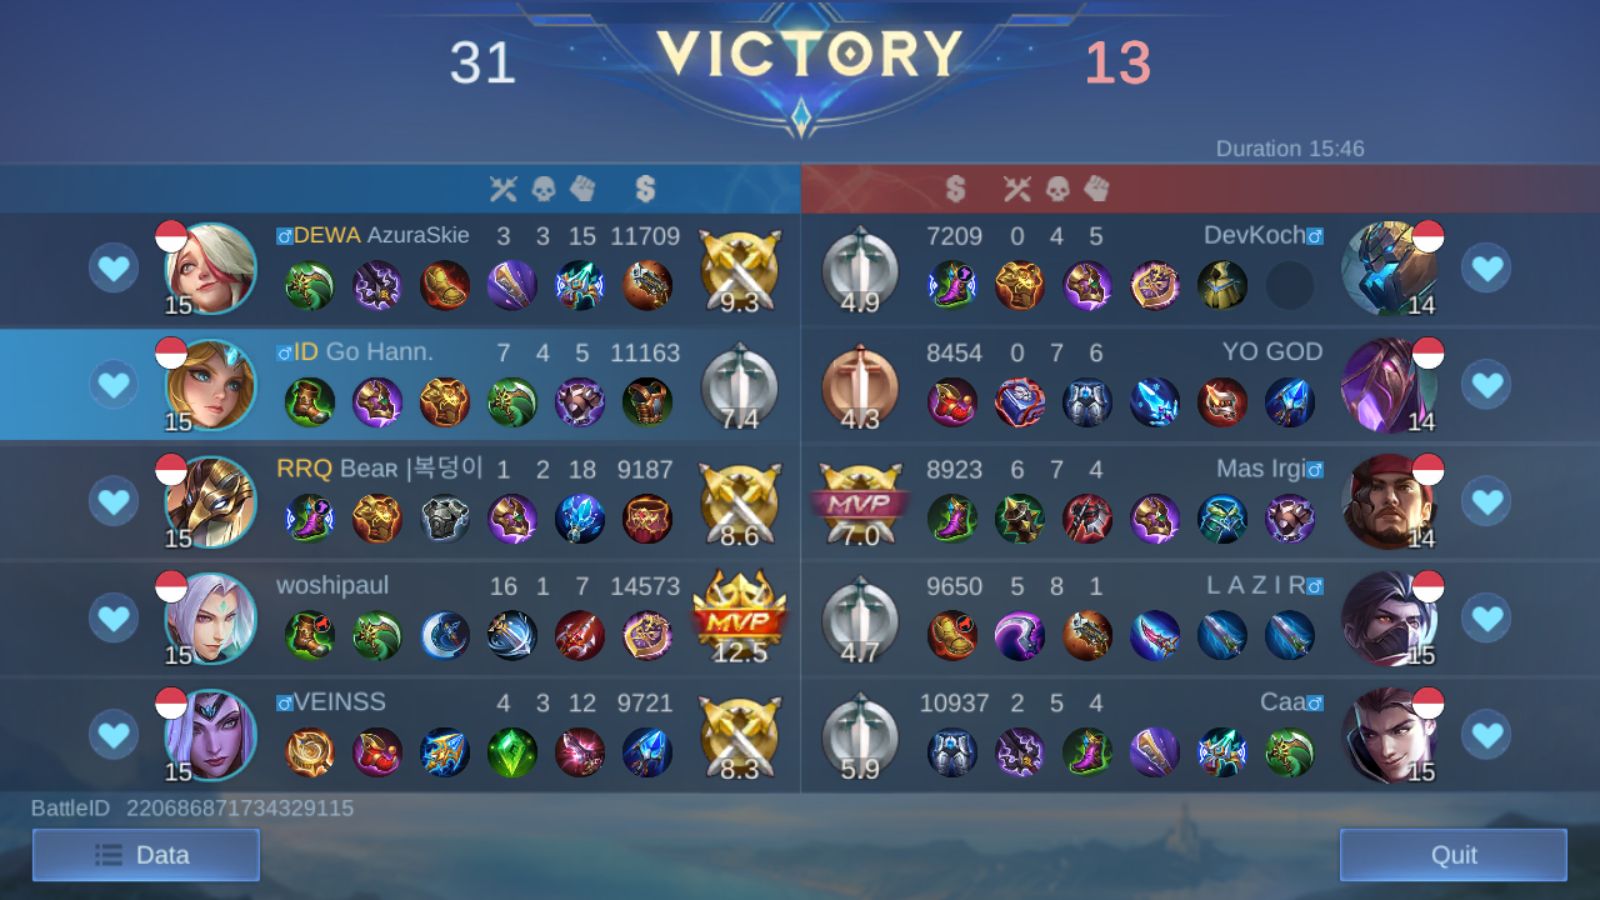 31 VICTORY 13
Duration 15:46
DEWA AzuraSkie 3 3 15 11709
15 9.3
4.9 7209 0 4 5 DevKoch
14
ID Go Hann. 7 4 5 11163
15 7.4
4.3 8454 0 7 6 YO GOD
14
RRQ Beaʀ |복덩이 1 2 18 9187
15 8.6
MVP 7.0 8923 6 7 4 Mas Irgi
14
woshipaul 16 1 7 14573
15 MVP 12.5
4.7 9650 5 8 1 L A Z I R
15
VEINSS 4 3 12 9721
15 8.3
5.9 10937 2 5 4 Caa
15
BattleID 220686871734329115
Data Quit